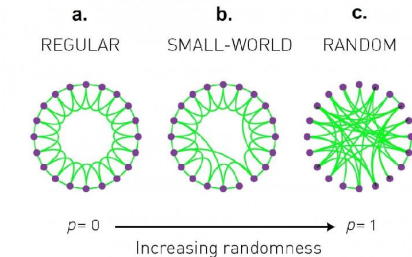 a. b. c.
REGULAR SMALL-WORLD RANDOM
p= 0 p= 1
Increasing randomness